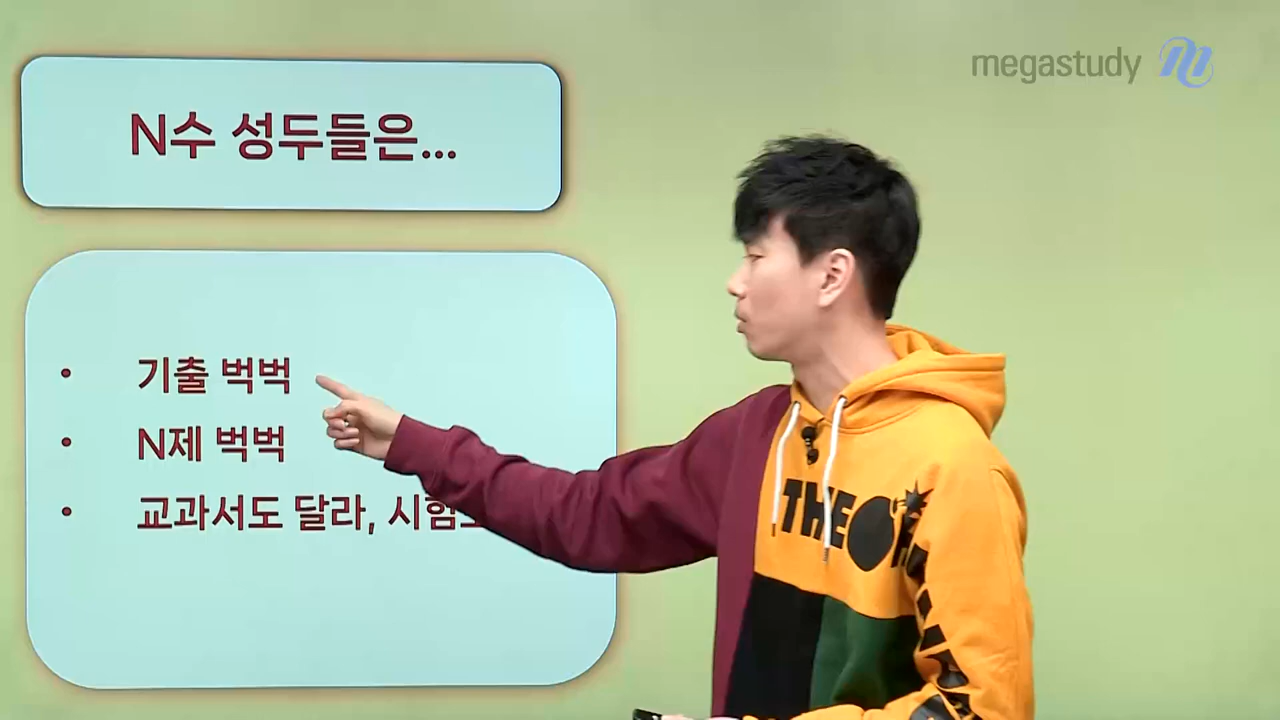 megastudy
N수 성두들은...
기출 벅벅
N제 벅벅
교과서도 달라, 시험
THE